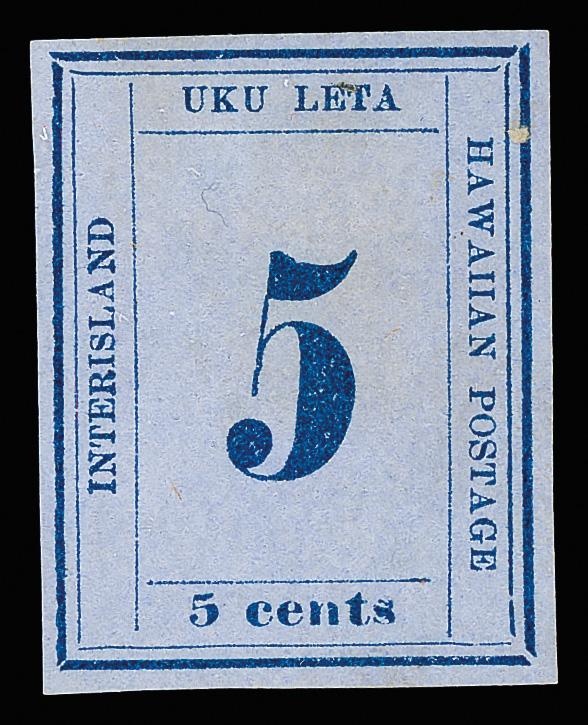 UKU LETA
INTERISLAND
HAWAIIAN POSTAGE
5
5 cents